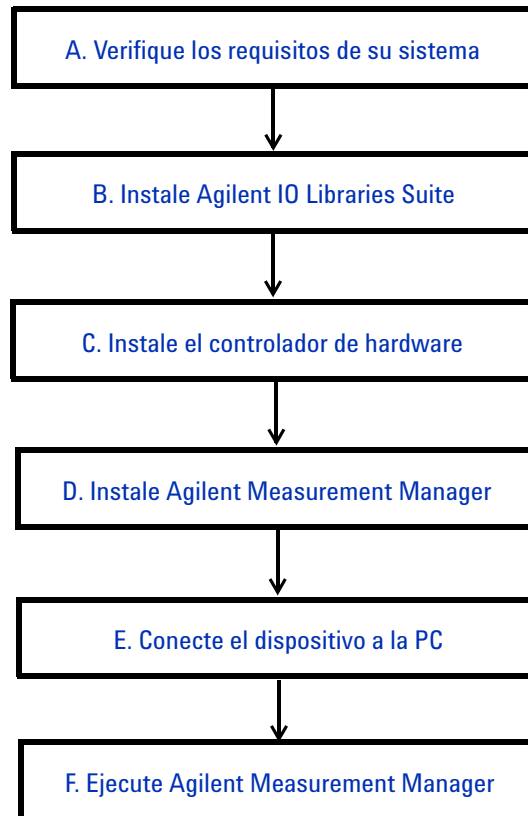 A. Verifique los requisitos de su sistema
B. Instale Agilent IO Libraries Suite
C. Instale el controlador de hardware
D. Instale Agilent Measurement Manager
E. Conecte el dispositivo a la PC
F. Ejecute Agilent Measurement Manager